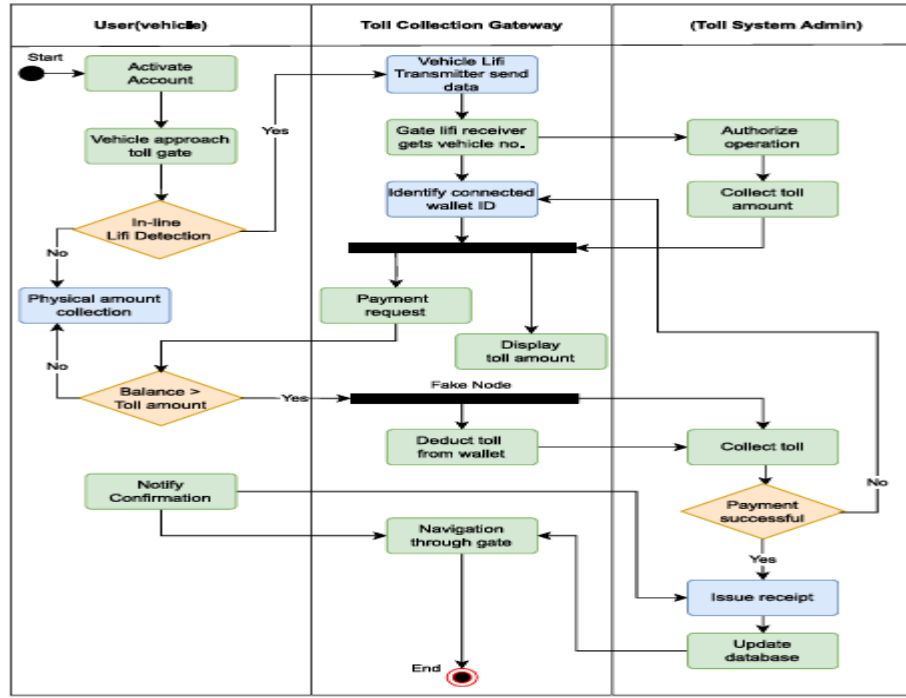 User(vehicle)
Toll Collection Gateway
(Toll System Admin)
Start
Activate
Account
Vehicle Lifi
Transmitter send
data
Yes
Vehicle approach
toll gate
Gate lifi receiver
gets vehicle no.
Authorize
operation
In-line
Lifi Detection
Identify connected
wallet ID
Collect toll
amount
No
Physical amount
collection
Payment
request
Display
toll amount
No
Balance >
Toll amount
Yes
Fake Node
Deduct toll
from wallet
Collect toll
No
Notify
Confirmation
Payment
successful
Navigation
through gate
Yes
Issue receipt
Update
database
End